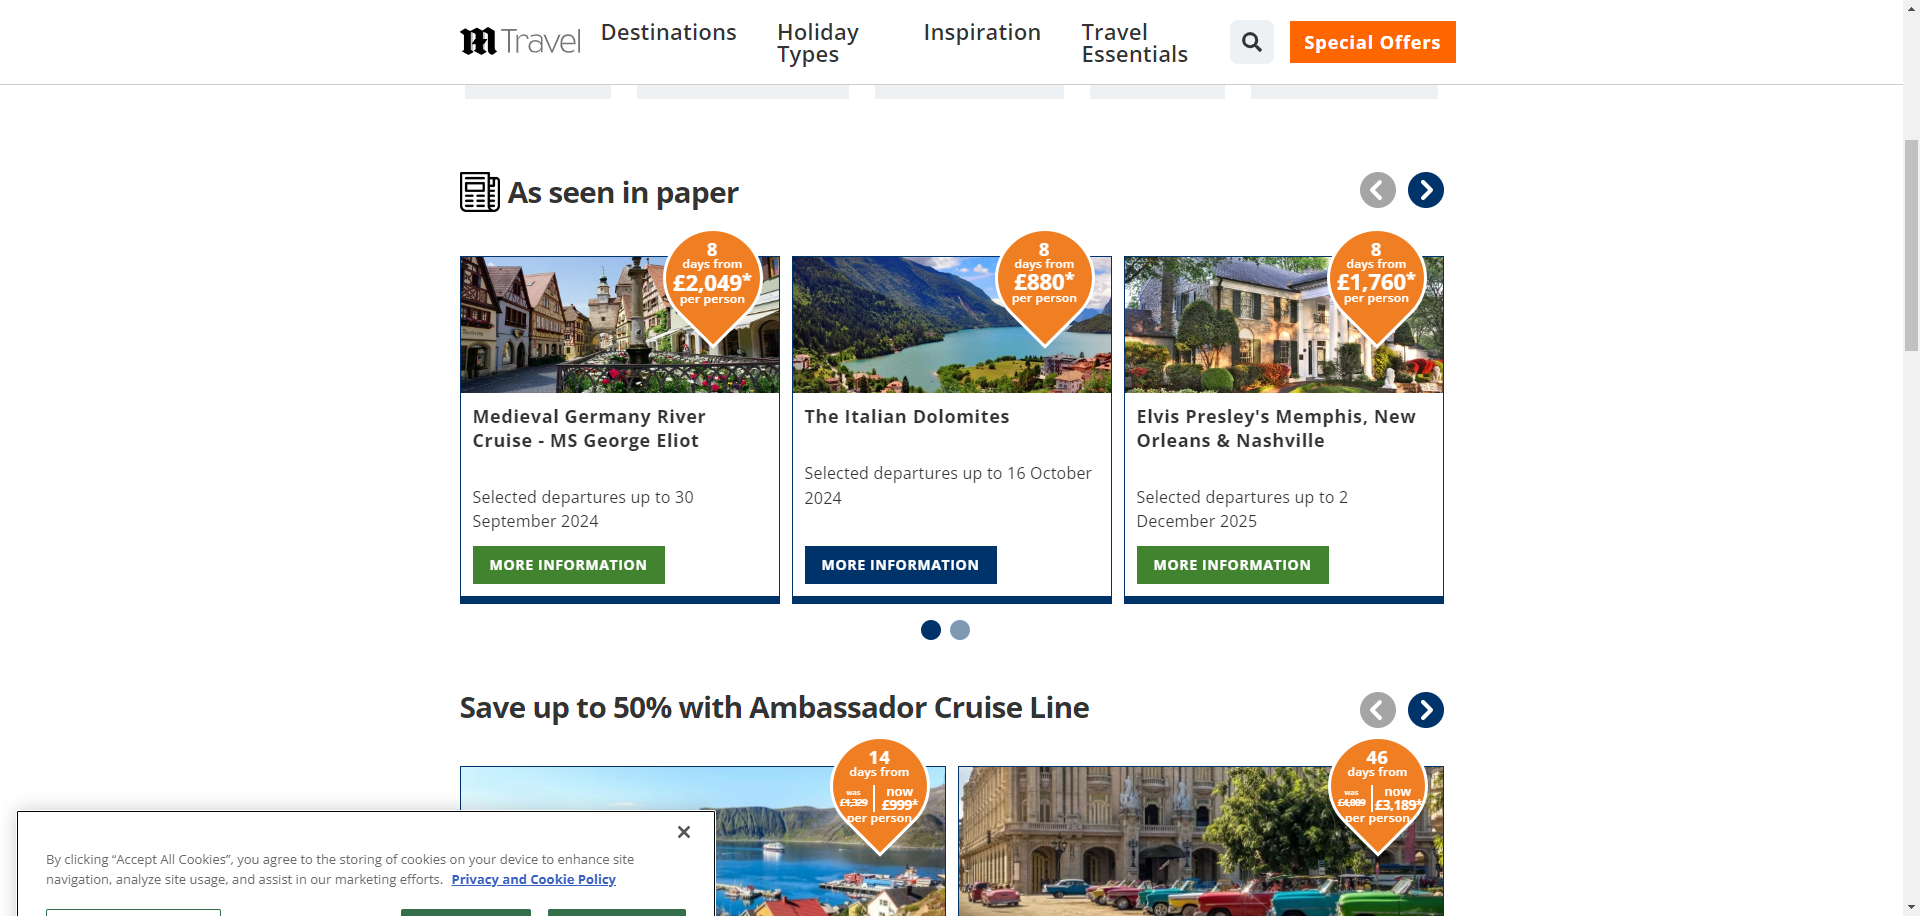 m Travel
Destinations
Holiday
Types
Inspiration
Travel
Essentials
Special Offers
As seen in paper
8
days from
£2,049*
per person
8
days from
£880*
per person
8
days from
£1,760*
per person
Medieval Germany River
Cruise - MS George Eliot
Selected departures up to 30
September 2024
MORE INFORMATION
The Italian Dolomites
Selected departures up to 16 October
2024
MORE INFORMATION
Elvis Presley's Memphis, New
Orleans & Nashville
Selected departures up to 2
December 2025
MORE INFORMATION
Save up to 50% with Ambassador Cruise Line
14
days from
was
£1,329
now
£999*
per person
46
days from
was
now
£3,189*
per person
By clicking “Accept All Cookies”, you agree to the storing of cookies on your device to enhance site
navigation, analyze site usage, and assist in our marketing efforts. Privacy and Cookie Policy